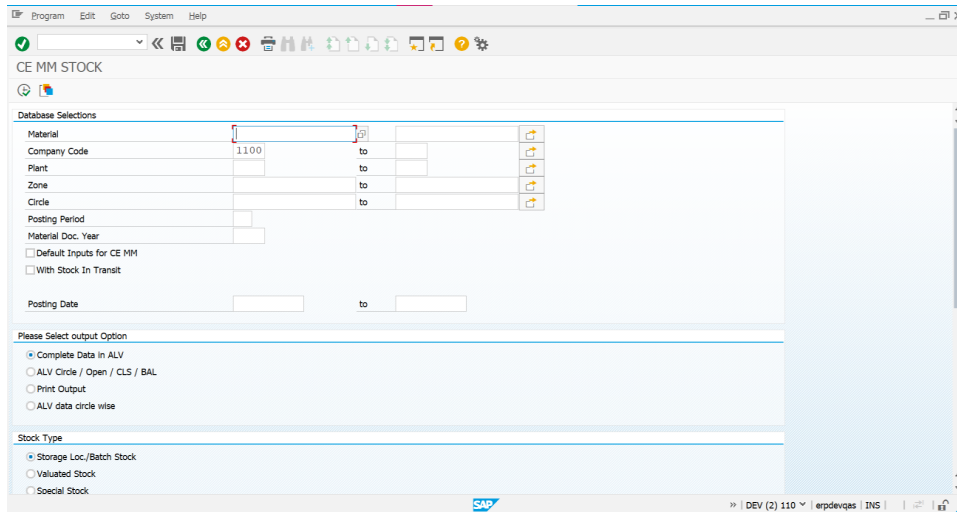 Program Edit Goto System Help
CE MM STOCK
Database Selections
Material
Company Code 1100 to
Plant to
Zone to
Circle to
Posting Period
Material Doc. Year
Default Inputs for CE MM
With Stock In Transit
Posting Date to
Please Select output Option
Complete Data in ALV
ALV Circle / Open / CLS / BAL
Print Output
ALV data circle wise
Stock Type
Storage Loc./Batch Stock
Valuated Stock
Special Stock
SAP » DEV (2) 110 erpdevqas INS